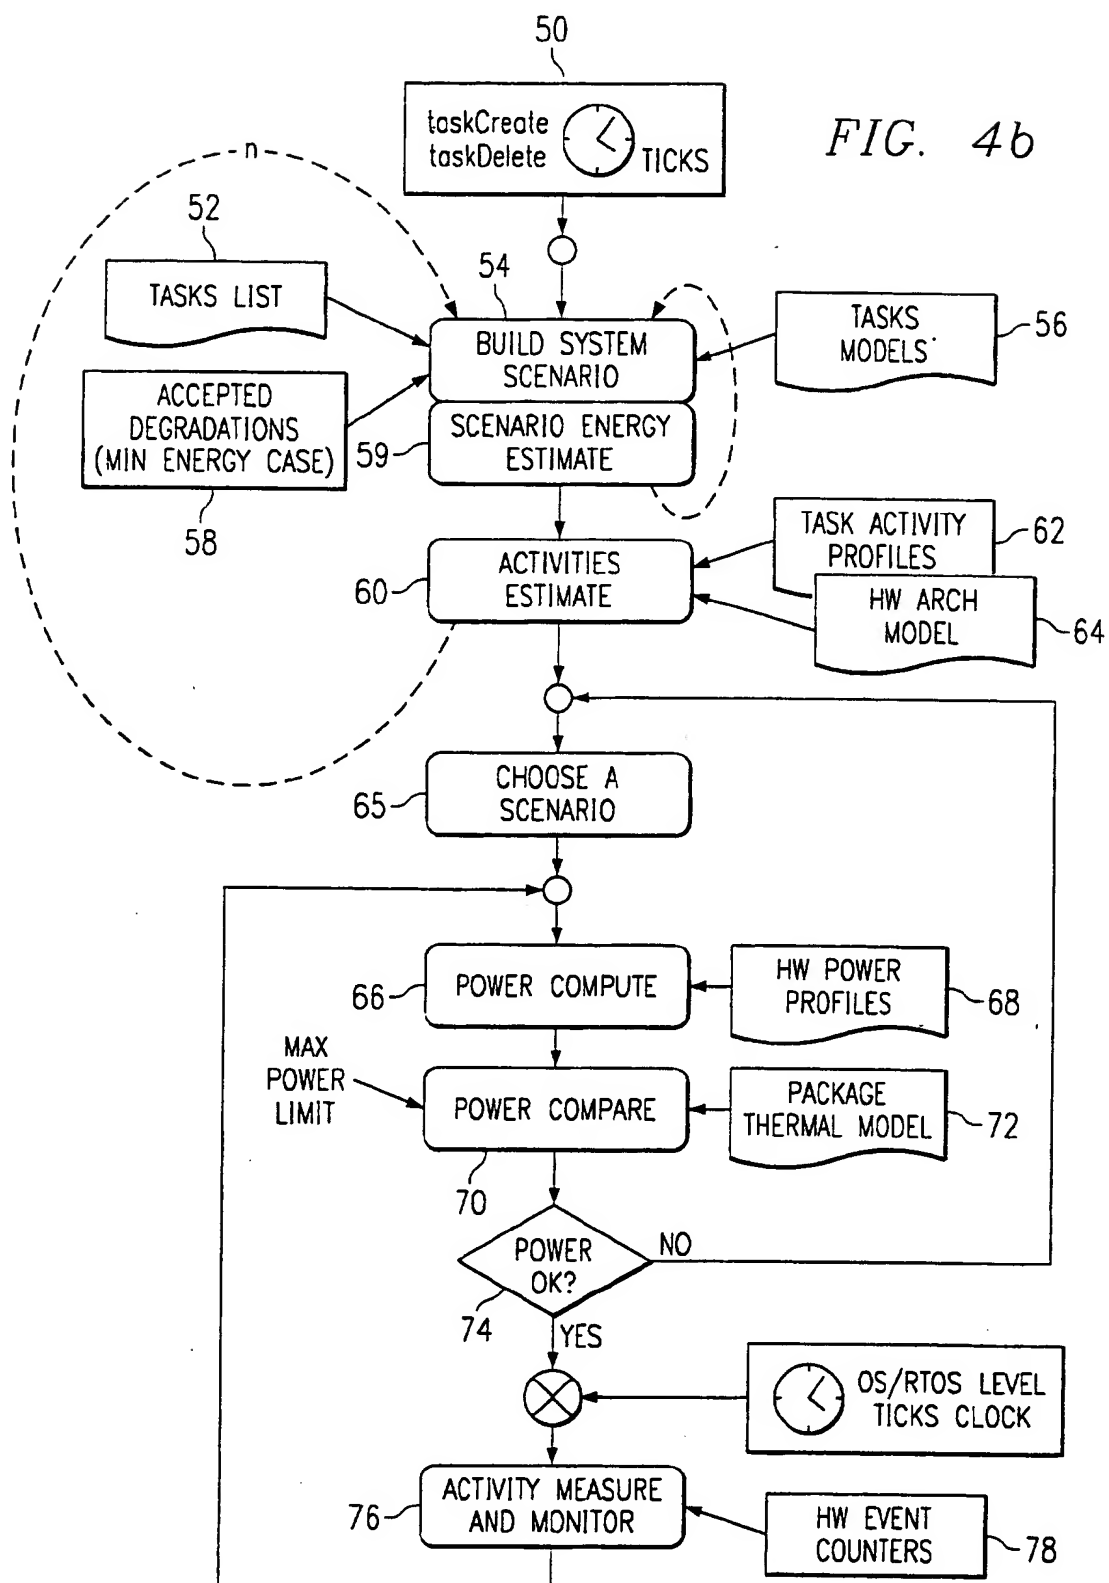 50
taskCreate
taskDelete
TICKS
FIG. 4b
n
52
TASKS LIST
54
BUILD SYSTEM
SCENARIO
TASKS
MODELS
56
ACCEPTED
DEGRADATIONS
(MIN ENERGY CASE)
58
59
SCENARIO ENERGY
ESTIMATE
60
ACTIVITIES
ESTIMATE
TASK ACTIVITY
PROFILES
62
HW ARCH
MODEL
64
65
CHOOSE A
SCENARIO
66
POWER COMPUTE
HW POWER
PROFILES
68
MAX
POWER
LIMIT
POWER COMPARE
70
PACKAGE
THERMAL MODEL
72
POWER
OK?
NO
74
YES
OS/RTOS LEVEL
TICKS CLOCK
76
ACTIVITY MEASURE
AND MONITOR
HW EVENT
COUNTERS
78